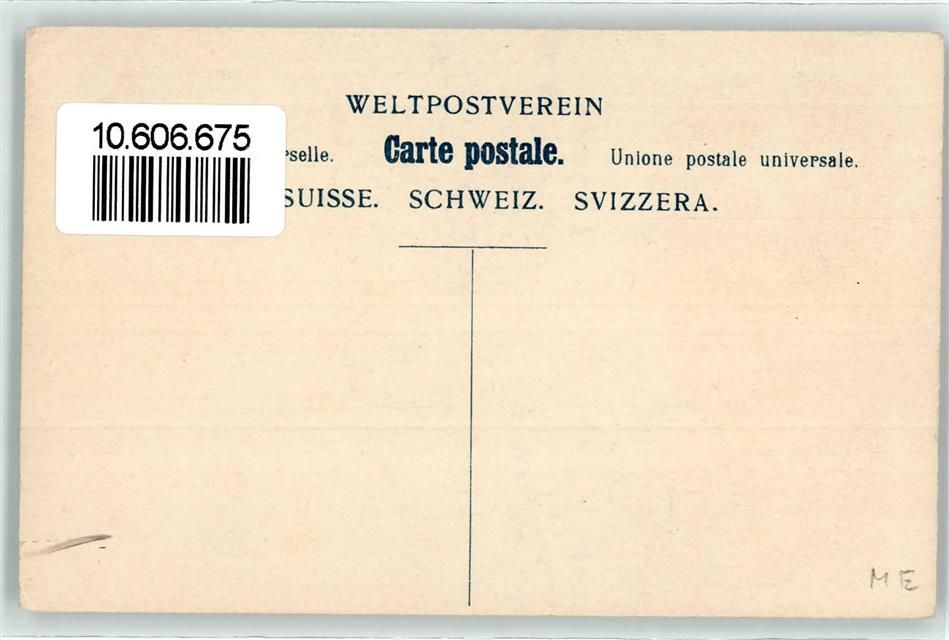 WELTPOSTVEREIN
10.606.675
rselle. Carte postale. Unione postale universale.
SUISSE. SCHWEIZ. SVIZZERA.
M E